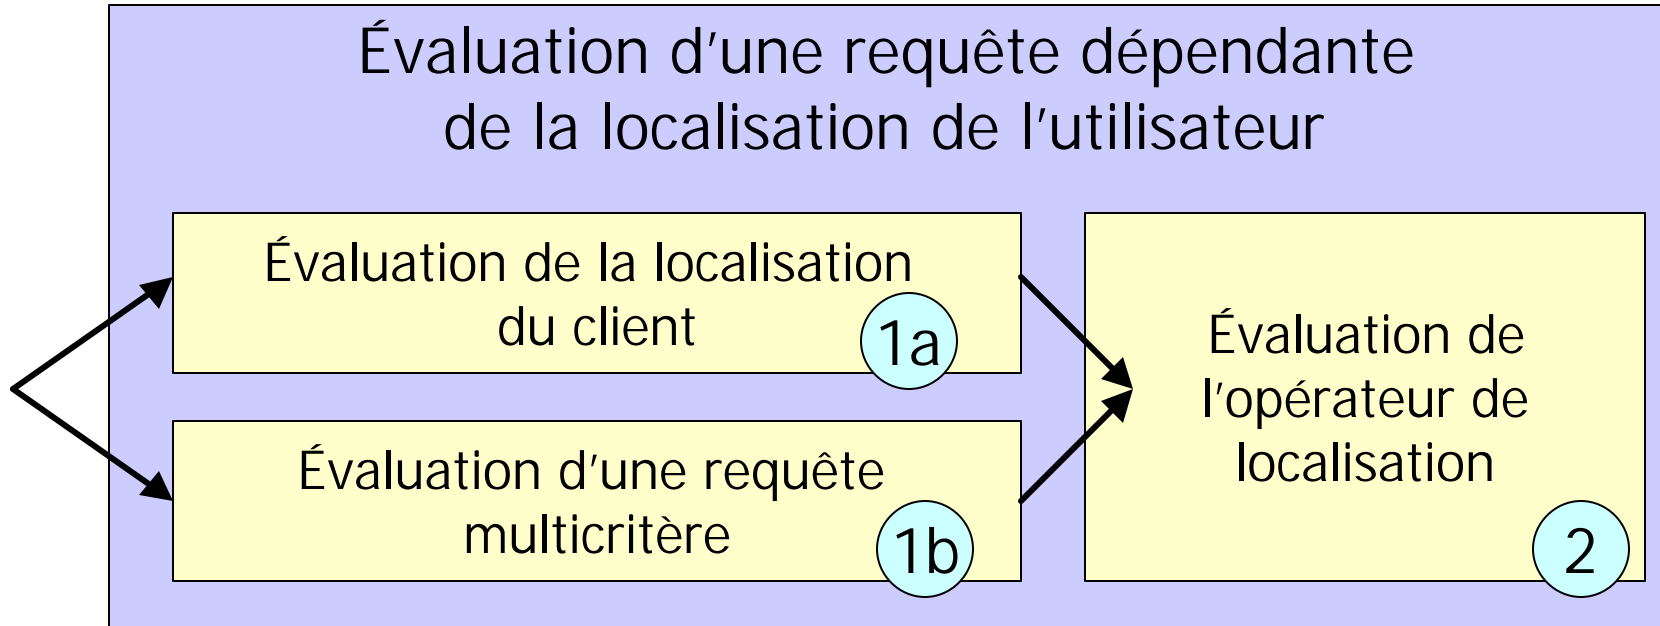 Évaluation d'une requête dépendante
de la localisation de l'utilisateur
Évaluation de la localisation
du client
1a
Évaluation d'une requête
multicritère
1b
Évaluation de
l'opérateur de
localisation
2